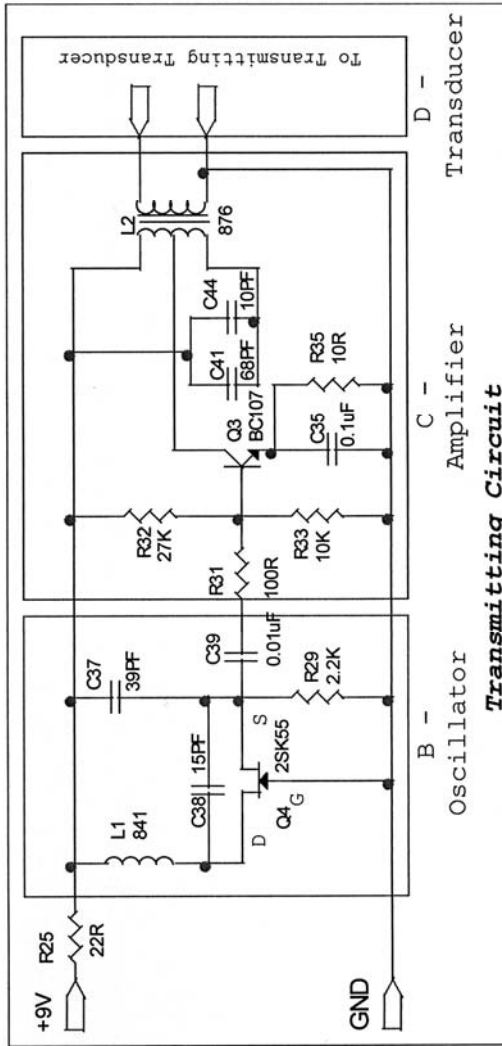 +9V
R25
22R
GND
L1
841
C37
39PF
C38
15PF
D
S
G
Q4
2SK55
R29
2.2K
C39
0.01uF
B -
Oscillator
R31
100R
R32
27K
R33
10K
Q3
BC107
C35
0.1uF
R35
10R
C41
68PF
C44
10PF
L2
876
C -
Amplifier
To Transmitting Transducer
D -
Transducer
Transmitting Circuit